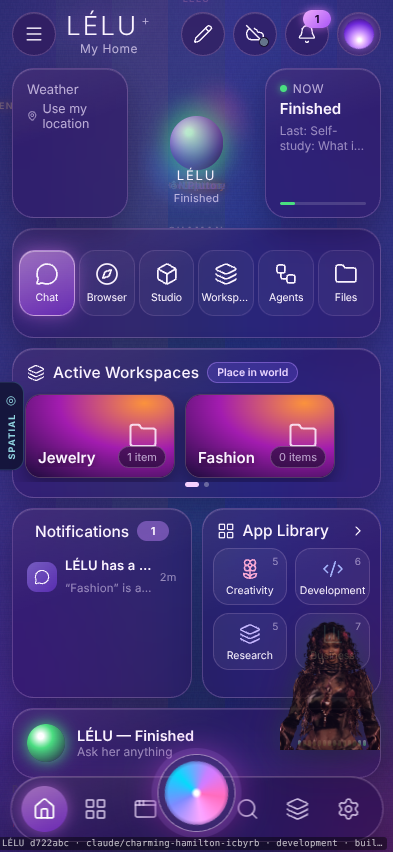 LÉLU +
My Home
1
Weather
Use my
location
LÉLU
Finished
NOW
Finished
Last: Self-
study: What i...
Chat
Browser
Studio
Worksp...
Agents
Files
Active Workspaces
Place in world
Jewelry
1 item
Fashion
0 items
SPATIAL
Notifications
1
LÉLU has a ...
“Fashion” is a...
2m
App Library
Creativity
5
Development
6
Research
5
7
LÉLU — Finished
Ask her anything
LÉLU d722abc · claude/charming-hamilton-icbyrb · development · buil…